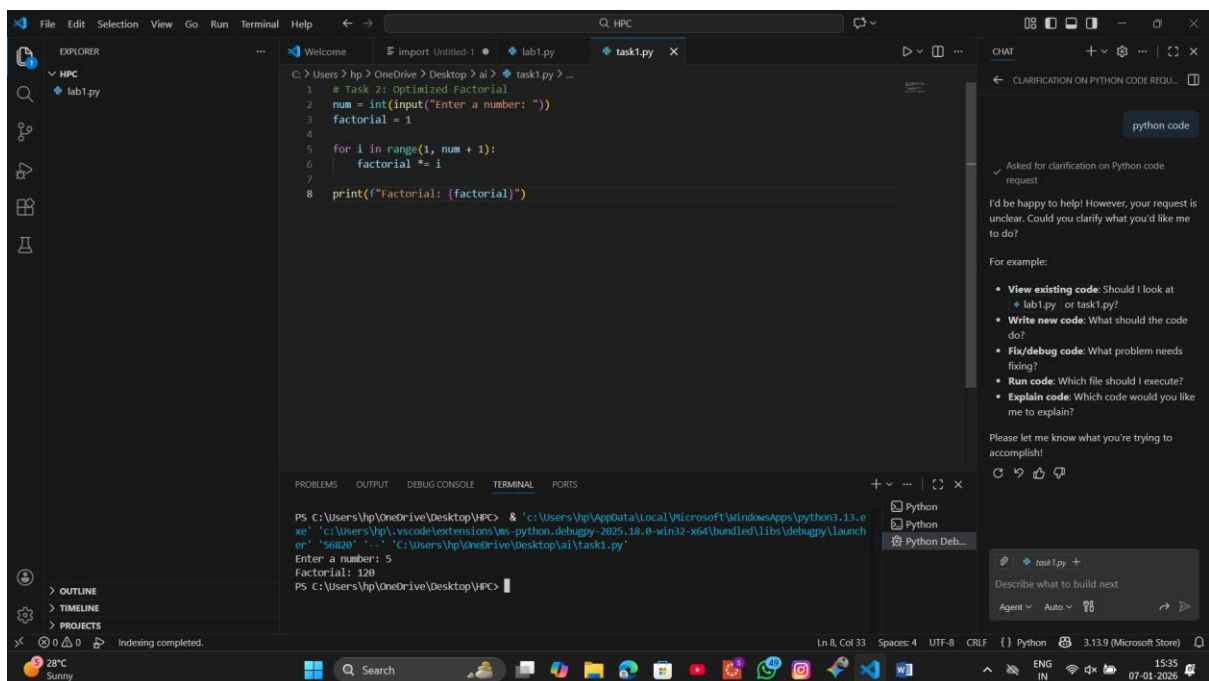 File Edit Selection View Go Run Terminal Help
HPC
EXPLORER
HPC
lab1.py
OUTLINE
TIMELINE
PROJECTS
Welcome
import Untitled-1
lab1.py
task1.py
C: > Users > hp > OneDrive > Desktop > ai > task1.py > ...
1 # Task 2: Optimized Factorial
2 num = int(input("Enter a number: "))
3 factorial = 1
4
5 for i in range(1, num + 1):
6 factorial *= i
7
8 print(f"Factorial: {factorial}")
PROBLEMS OUTPUT DEBUG CONSOLE TERMINAL PORTS
PS C:\Users\hp\OneDrive\Desktop\HPC> & 'c:\Users\hp\AppData\Local\Microsoft\WindowsApps\python3.13.e
xe' 'c:\Users\hp\.vscode\extensions\ms-python.debugpy-2025.18.0-win32-x64\bundled\libs\debugpy\launch
er' '56820' '--' 'C:\Users\hp\OneDrive\Desktop\ai\task1.py'
Enter a number: 5
Factorial: 120
PS C:\Users\hp\OneDrive\Desktop\HPC>
Python
Python
Python Deb...
CHAT
CLARIFICATION ON PYTHON CODE REQU...
python code
Asked for clarification on Python code
request
I'd be happy to help! However, your request is
unclear. Could you clarify what you'd like me
to do?
For example:
• View existing code: Should I look at
lab1.py or task1.py?
• Write new code: What should the code
do?
• Fix/debug code: What problem needs
fixing?
• Run code: Which file should I execute?
• Explain code: Which code would you like
me to explain?
Please let me know what you're trying to
accomplish!
task1.py
Describe what to build next
Agent Auto
0 0 Indexing completed.
Ln 8, Col 33 Spaces: 4 UTF-8 CRLF {} Python 3.13.9 (Microsoft Store)
5
28°C
Sunny
Search
49
ENG
IN
15:35
07-01-2026